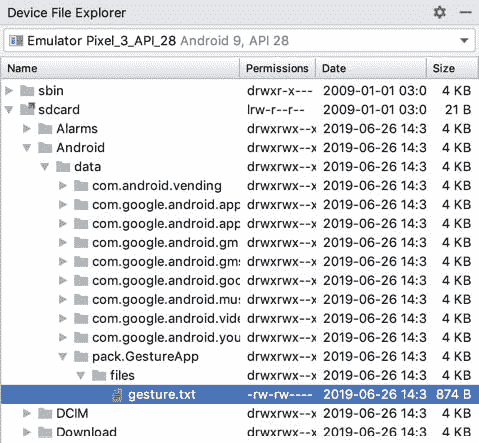 Device File Explorer
Emulator Pixel_3_API_28 Android 9, API 28
Name Permissions Date Size
sbin drwxr-x--- 2009-01-01 03:0 4 KB
sdcard lrw-r--r-- 2009-01-01 03:0 21 B
Alarms drwxrwx--x 2019-06-26 14:3 4 KB
Android drwxrwx--x 2019-06-26 14:3 4 KB
data drwxrwx--x 2019-06-26 14:3 4 KB
com.android.vending drwxrwx--x 2019-06-26 14:3 4 KB
com.google.android.app drwxrwx--x 2019-06-26 14:3 4 KB
com.google.android.app drwxrwx--x 2019-06-26 14:3 4 KB
com.google.android.gm drwxrwx--x 2019-06-26 14:3 4 KB
com.google.android.gms drwxrwx--x 2019-06-26 14:3 4 KB
com.google.android.goo drwxrwx--x 2019-06-26 14:3 4 KB
com.google.android.mus drwxrwx--x 2019-06-26 14:3 4 KB
com.google.android.vide drwxrwx--x 2019-06-26 14:3 4 KB
com.google.android.you drwxrwx--x 2019-06-26 14:3 4 KB
pack.GestureApp drwxrwx--x 2019-06-26 14:3 4 KB
files drwxrwx--x 2019-06-26 14:3 4 KB
gesture.txt -rw-rw---- 2019-06-26 14:3 874 B
DCIM drwxrwx--x 2019-06-26 14:3 4 KB
Download drwxrwx--x 2019-06-26 14:3 4 KB